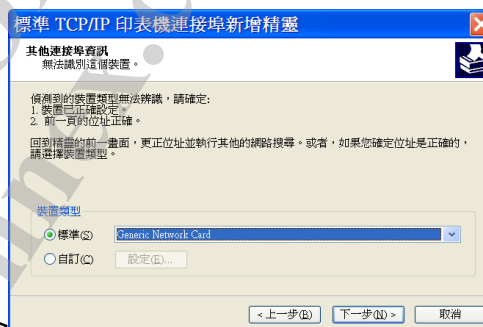 標準 TCP/IP 印表機連接埠新增精靈
其他連接埠資訊
無法識別這個裝置。
偵測到的裝置類型無法辨識，請確定:
1. 裝置已正確設定。
2. 前一頁的位址正確。
回到精靈的前一畫面，更正位址並執行其他的網路搜尋。或者，如果您確定位址是正確的，
請選擇裝置類型。
裝置類型
標準(S) Generic Network Card
自訂(C) 設定(E)...
<上一步(B) 下一步(N)> 取消